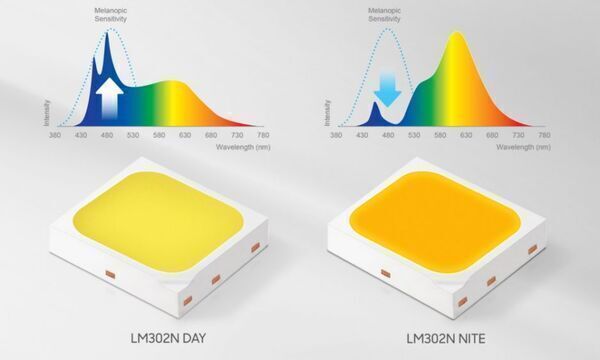 Melanopic
Sensitivity
Intensity
380 430 480 530 580 630 680 730 780
Wavelength (nm)
Melanopic
Sensitivity
Intensity
380 430 480 530 580 630 680 730 780
Wavelength (nm)
LM302N DAY
LM302N NITE